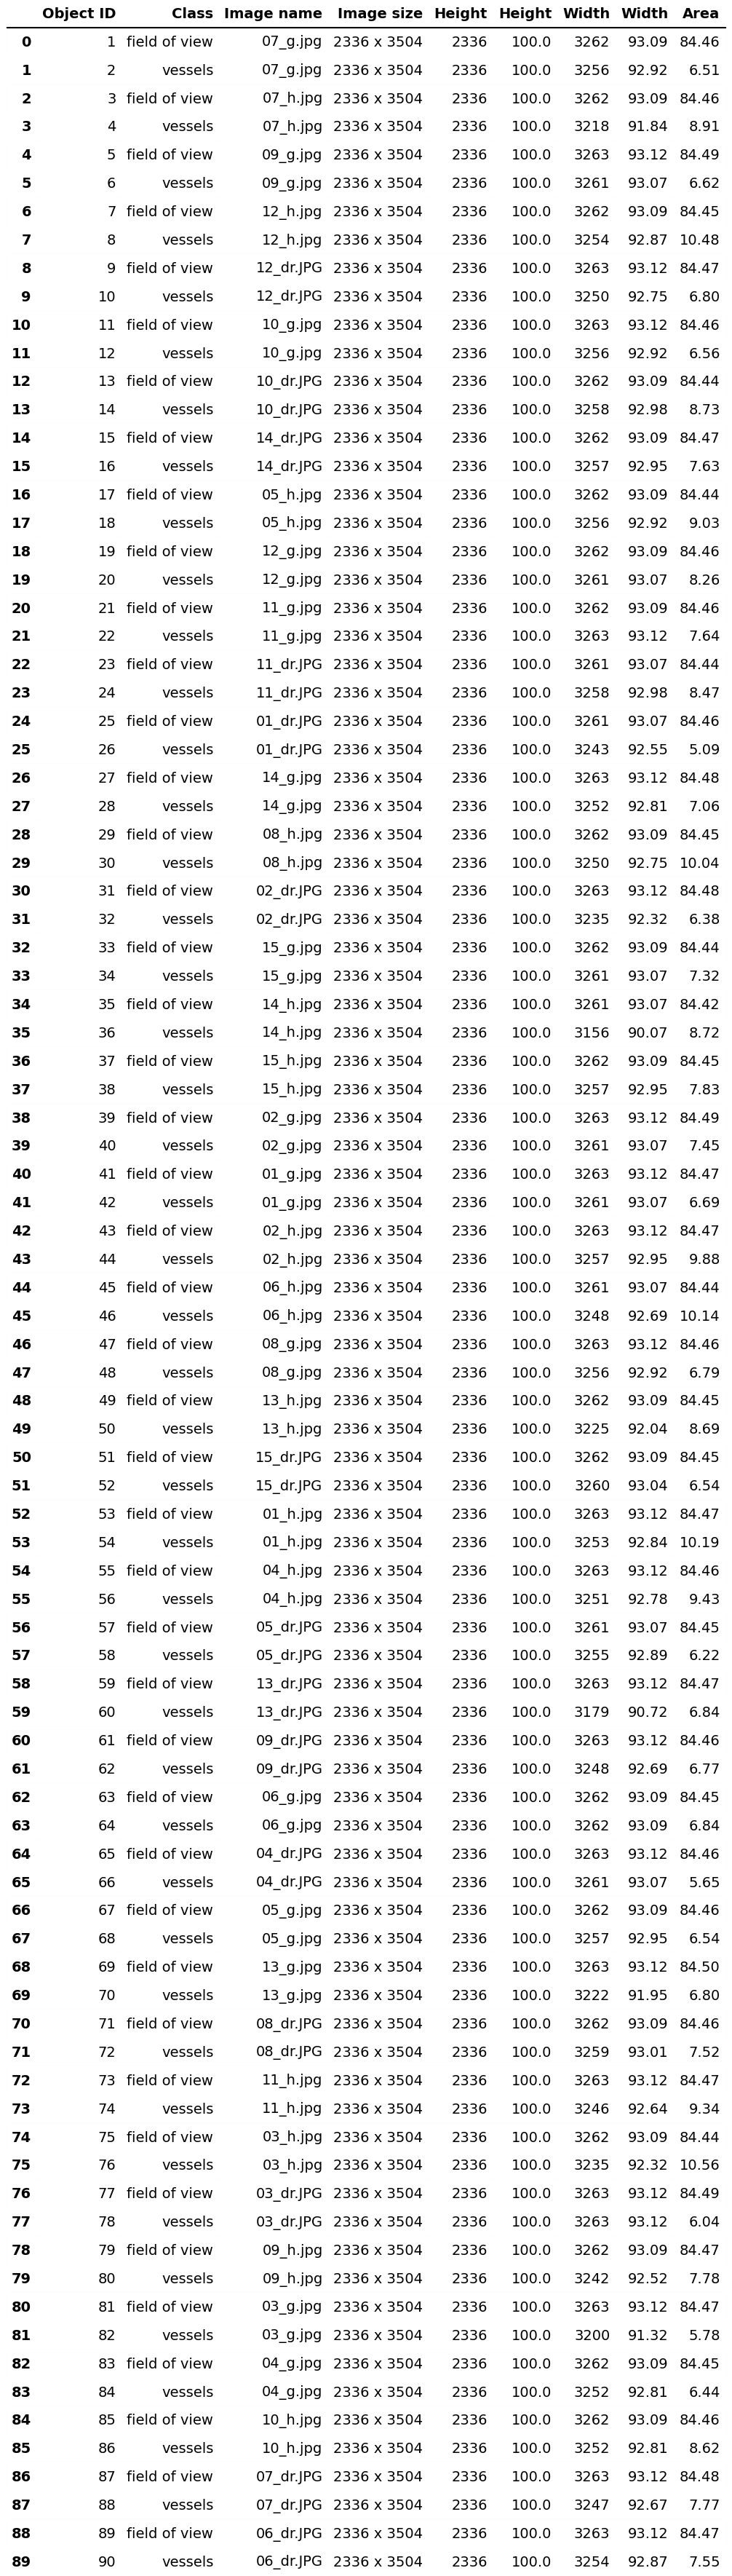 Object ID Class Image name Image size Height Height Width Width Area
0 1 field of view 07_g.jpg 2336 x 3504 2336 100.0 3262 93.09 84.46
1 2 vessels 07_g.jpg 2336 x 3504 2336 100.0 3256 92.92 6.51
2 3 field of view 07_h.jpg 2336 x 3504 2336 100.0 3262 93.09 84.46
3 4 vessels 07_h.jpg 2336 x 3504 2336 100.0 3218 91.84 8.91
4 5 field of view 09_g.jpg 2336 x 3504 2336 100.0 3263 93.12 84.49
5 6 vessels 09_g.jpg 2336 x 3504 2336 100.0 3261 93.07 6.62
6 7 field of view 12_h.jpg 2336 x 3504 2336 100.0 3262 93.09 84.45
7 8 vessels 12_h.jpg 2336 x 3504 2336 100.0 3254 92.87 10.48
8 9 field of view 12_dr.JPG 2336 x 3504 2336 100.0 3263 93.12 84.47
9 10 vessels 12_dr.JPG 2336 x 3504 2336 100.0 3250 92.75 6.80
10 11 field of view 10_g.jpg 2336 x 3504 2336 100.0 3263 93.12 84.46
11 12 vessels 10_g.jpg 2336 x 3504 2336 100.0 3256 92.92 6.56
12 13 field of view 10_dr.JPG 2336 x 3504 2336 100.0 3262 93.09 84.44
13 14 vessels 10_dr.JPG 2336 x 3504 2336 100.0 3258 92.98 8.73
14 15 field of view 14_dr.JPG 2336 x 3504 2336 100.0 3262 93.09 84.47
15 16 vessels 14_dr.JPG 2336 x 3504 2336 100.0 3257 92.95 7.63
16 17 field of view 05_h.jpg 2336 x 3504 2336 100.0 3262 93.09 84.44
17 18 vessels 05_h.jpg 2336 x 3504 2336 100.0 3256 92.92 9.03
18 19 field of view 12_g.jpg 2336 x 3504 2336 100.0 3262 93.09 84.46
19 20 vessels 12_g.jpg 2336 x 3504 2336 100.0 3261 93.07 8.26
20 21 field of view 11_g.jpg 2336 x 3504 2336 100.0 3262 93.09 84.46
21 22 vessels 11_g.jpg 2336 x 3504 2336 100.0 3263 93.12 7.64
22 23 field of view 11_dr.JPG 2336 x 3504 2336 100.0 3261 93.07 84.44
23 24 vessels 11_dr.JPG 2336 x 3504 2336 100.0 3258 92.98 8.47
24 25 field of view 01_dr.JPG 2336 x 3504 2336 100.0 3261 93.07 84.46
25 26 vessels 01_dr.JPG 2336 x 3504 2336 100.0 3243 92.55 5.09
26 27 field of view 14_g.jpg 2336 x 3504 2336 100.0 3263 93.12 84.48
27 28 vessels 14_g.jpg 2336 x 3504 2336 100.0 3252 92.81 7.06
28 29 field of view 08_h.jpg 2336 x 3504 2336 100.0 3262 93.09 84.45
29 30 vessels 08_h.jpg 2336 x 3504 2336 100.0 3250 92.75 10.04
30 31 field of view 02_dr.JPG 2336 x 3504 2336 100.0 3263 93.12 84.48
31 32 vessels 02_dr.JPG 2336 x 3504 2336 100.0 3235 92.32 6.38
32 33 field of view 15_g.jpg 2336 x 3504 2336 100.0 3262 93.09 84.44
33 34 vessels 15_g.jpg 2336 x 3504 2336 100.0 3261 93.07 7.32
34 35 field of view 14_h.jpg 2336 x 3504 2336 100.0 3261 93.07 84.42
35 36 vessels 14_h.jpg 2336 x 3504 2336 100.0 3156 90.07 8.72
36 37 field of view 15_h.jpg 2336 x 3504 2336 100.0 3262 93.09 84.45
37 38 vessels 15_h.jpg 2336 x 3504 2336 100.0 3257 92.95 7.83
38 39 field of view 02_g.jpg 2336 x 3504 2336 100.0 3263 93.12 84.49
39 40 vessels 02_g.jpg 2336 x 3504 2336 100.0 3261 93.07 7.45
40 41 field of view 01_g.jpg 2336 x 3504 2336 100.0 3263 93.12 84.47
41 42 vessels 01_g.jpg 2336 x 3504 2336 100.0 3261 93.07 6.69
42 43 field of view 02_h.jpg 2336 x 3504 2336 100.0 3263 93.12 84.47
43 44 vessels 02_h.jpg 2336 x 3504 2336 100.0 3257 92.95 9.88
44 45 field of view 06_h.jpg 2336 x 3504 2336 100.0 3261 93.07 84.44
45 46 vessels 06_h.jpg 2336 x 3504 2336 100.0 3248 92.69 10.14
46 47 field of view 08_g.jpg 2336 x 3504 2336 100.0 3263 93.12 84.46
47 48 vessels 08_g.jpg 2336 x 3504 2336 100.0 3256 92.92 6.79
48 49 field of view 13_h.jpg 2336 x 3504 2336 100.0 3262 93.09 84.45
49 50 vessels 13_h.jpg 2336 x 3504 2336 100.0 3225 92.04 8.69
50 51 field of view 15_dr.JPG 2336 x 3504 2336 100.0 3262 93.09 84.45
51 52 vessels 15_dr.JPG 2336 x 3504 2336 100.0 3260 93.04 6.54
52 53 field of view 01_h.jpg 2336 x 3504 2336 100.0 3263 93.12 84.47
53 54 vessels 01_h.jpg 2336 x 3504 2336 100.0 3253 92.84 10.19
54 55 field of view 04_h.jpg 2336 x 3504 2336 100.0 3263 93.12 84.46
55 56 vessels 04_h.jpg 2336 x 3504 2336 100.0 3251 92.78 9.43
56 57 field of view 05_dr.JPG 2336 x 3504 2336 100.0 3261 93.07 84.45
57 58 vessels 05_dr.JPG 2336 x 3504 2336 100.0 3255 92.89 6.22
58 59 field of view 13_dr.JPG 2336 x 3504 2336 100.0 3263 93.12 84.47
59 60 vessels 13_dr.JPG 2336 x 3504 2336 100.0 3179 90.72 6.84
60 61 field of view 09_dr.JPG 2336 x 3504 2336 100.0 3263 93.12 84.46
61 62 vessels 09_dr.JPG 2336 x 3504 2336 100.0 3248 92.69 6.77
62 63 field of view 06_g.jpg 2336 x 3504 2336 100.0 3262 93.09 84.45
63 64 vessels 06_g.jpg 2336 x 3504 2336 100.0 3262 93.09 6.84
64 65 field of view 04_dr.JPG 2336 x 3504 2336 100.0 3263 93.12 84.46
65 66 vessels 04_dr.JPG 2336 x 3504 2336 100.0 3261 93.07 5.65
66 67 field of view 05_g.jpg 2336 x 3504 2336 100.0 3262 93.09 84.46
67 68 vessels 05_g.jpg 2336 x 3504 2336 100.0 3257 92.95 6.54
68 69 field of view 13_g.jpg 2336 x 3504 2336 100.0 3263 93.12 84.50
69 70 vessels 13_g.jpg 2336 x 3504 2336 100.0 3222 91.95 6.80
70 71 field of view 08_dr.JPG 2336 x 3504 2336 100.0 3262 93.09 84.46
71 72 vessels 08_dr.JPG 2336 x 3504 2336 100.0 3259 93.01 7.52
72 73 field of view 11_h.jpg 2336 x 3504 2336 100.0 3263 93.12 84.47
73 74 vessels 11_h.jpg 2336 x 3504 2336 100.0 3246 92.64 9.34
74 75 field of view 03_h.jpg 2336 x 3504 2336 100.0 3262 93.09 84.44
75 76 vessels 03_h.jpg 2336 x 3504 2336 100.0 3235 92.32 10.56
76 77 field of view 03_dr.JPG 2336 x 3504 2336 100.0 3263 93.12 84.49
77 78 vessels 03_dr.JPG 2336 x 3504 2336 100.0 3263 93.12 6.04
78 79 field of view 09_h.jpg 2336 x 3504 2336 100.0 3262 93.09 84.47
79 80 vessels 09_h.jpg 2336 x 3504 2336 100.0 3242 92.52 7.78
80 81 field of view 03_g.jpg 2336 x 3504 2336 100.0 3263 93.12 84.47
81 82 vessels 03_g.jpg 2336 x 3504 2336 100.0 3200 91.32 5.78
82 83 field of view 04_g.jpg 2336 x 3504 2336 100.0 3262 93.09 84.45
83 84 vessels 04_g.jpg 2336 x 3504 2336 100.0 3252 92.81 6.44
84 85 field of view 10_h.jpg 2336 x 3504 2336 100.0 3262 93.09 84.46
85 86 vessels 10_h.jpg 2336 x 3504 2336 100.0 3252 92.81 8.62
86 87 field of view 07_dr.JPG 2336 x 3504 2336 100.0 3263 93.12 84.48
87 88 vessels 07_dr.JPG 2336 x 3504 2336 100.0 3247 92.67 7.77
88 89 field of view 06_dr.JPG 2336 x 3504 2336 100.0 3263 93.12 84.47
89 90 vessels 06_dr.JPG 2336 x 3504 2336 100.0 3254 92.87 7.55